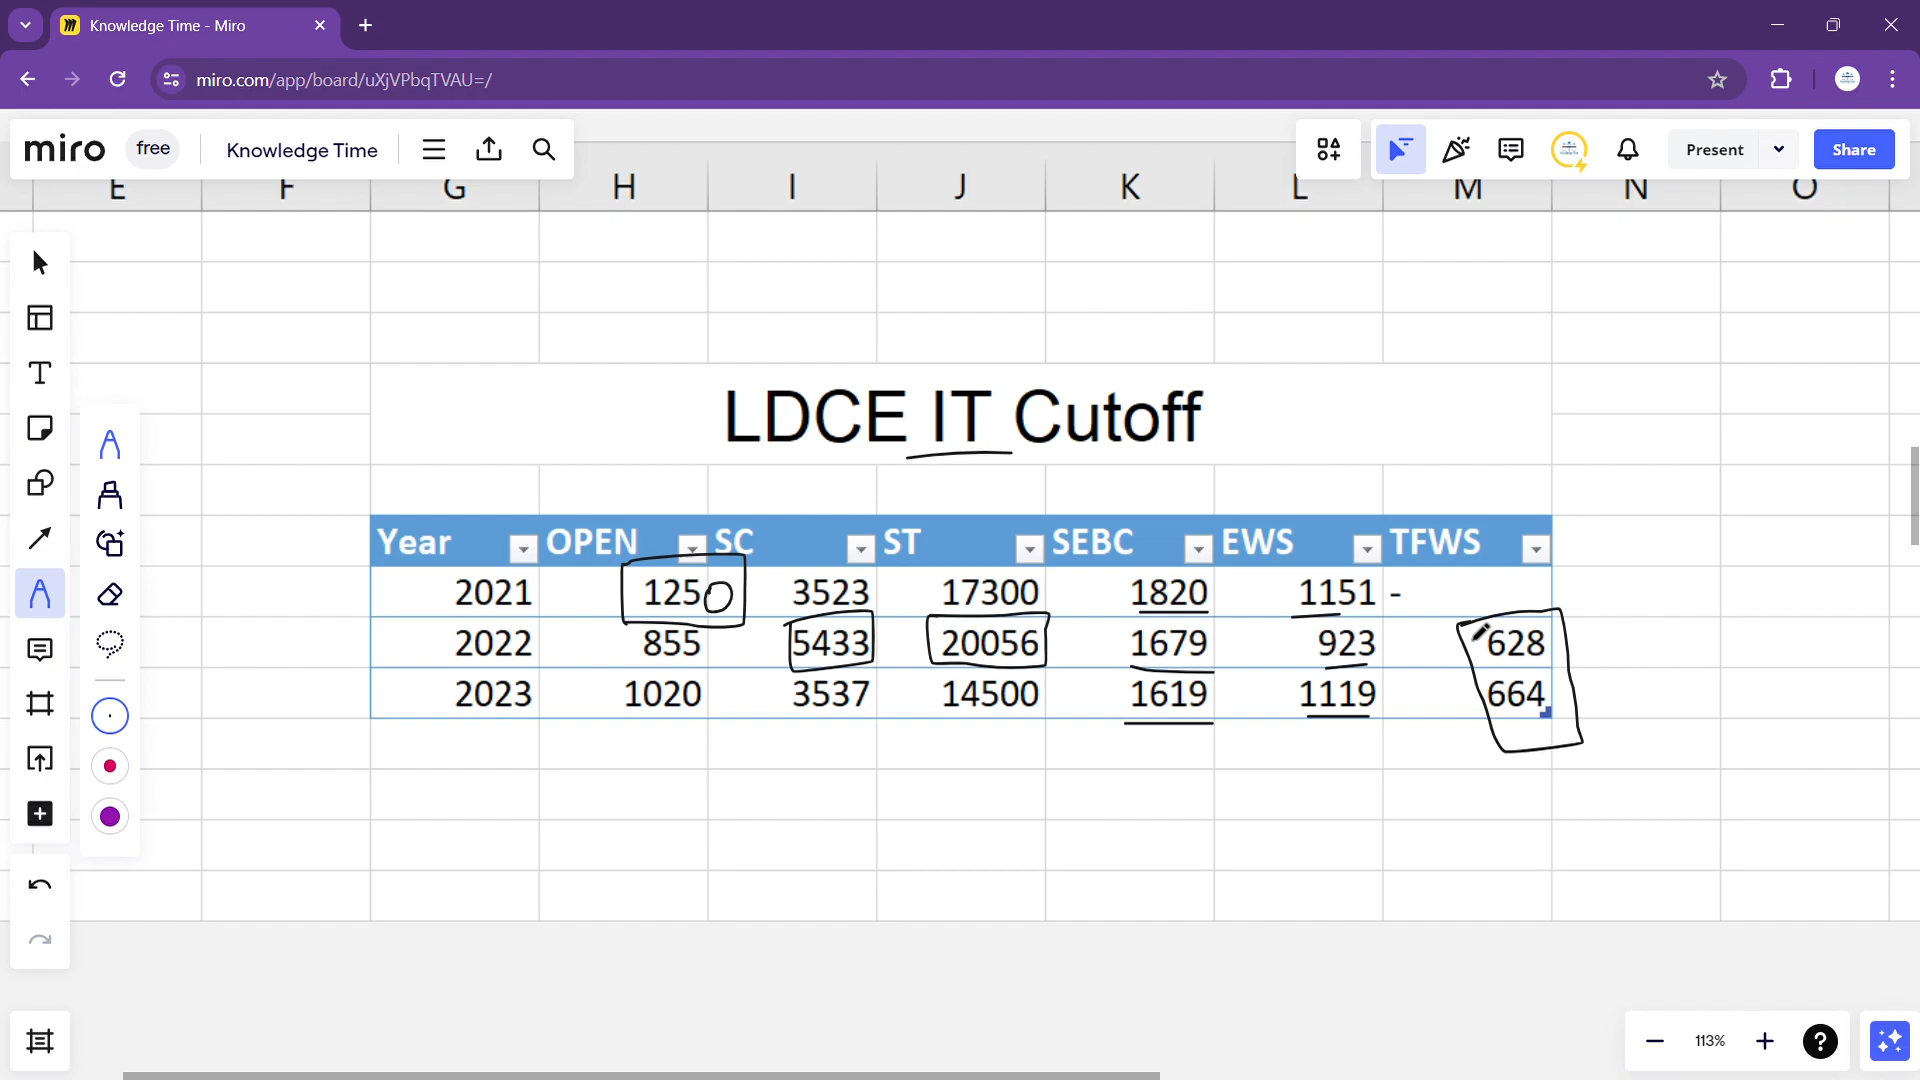 Knowledge Time - Miro
miro.com/app/board/uXjVPbqTVAU=/
miro free Knowledge Time
Present Share
E F G H I J K L M N O
LDCE IT Cutoff
Year OPEN SC ST SEBC EWS TFWS
2021 1250 3523 17300 1820 1151 -
2022 855 5433 20056 1679 923 628
2023 1020 3537 14500 1619 1119 664
113%